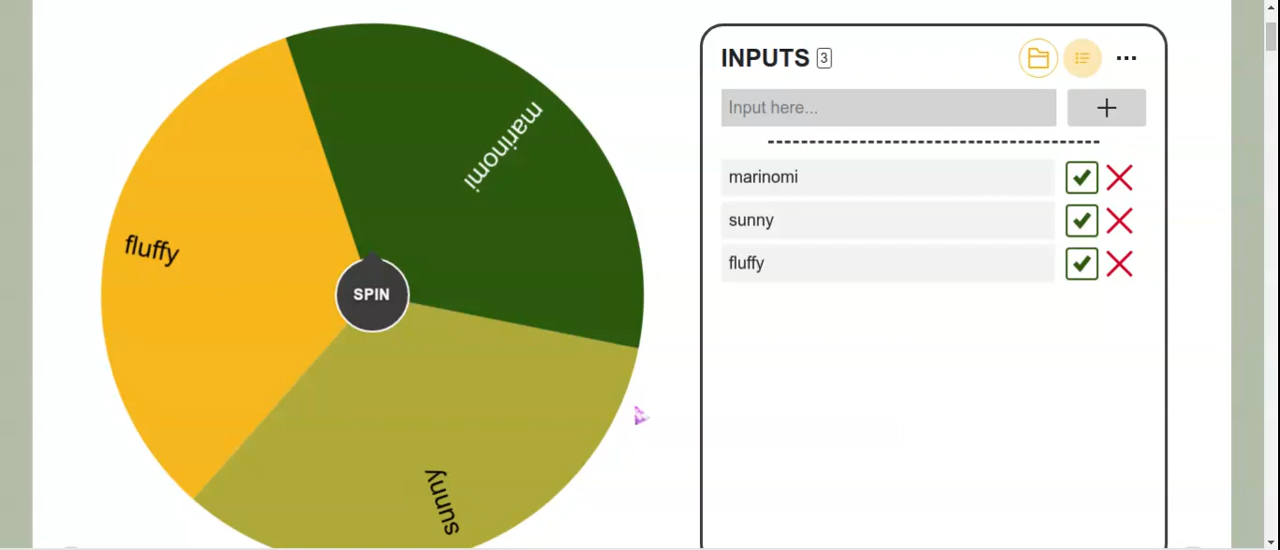 marinomi
fluffy
SPIN
sunny
INPUTS 3
...
Input here...
+
marinomi
sunny
fluffy